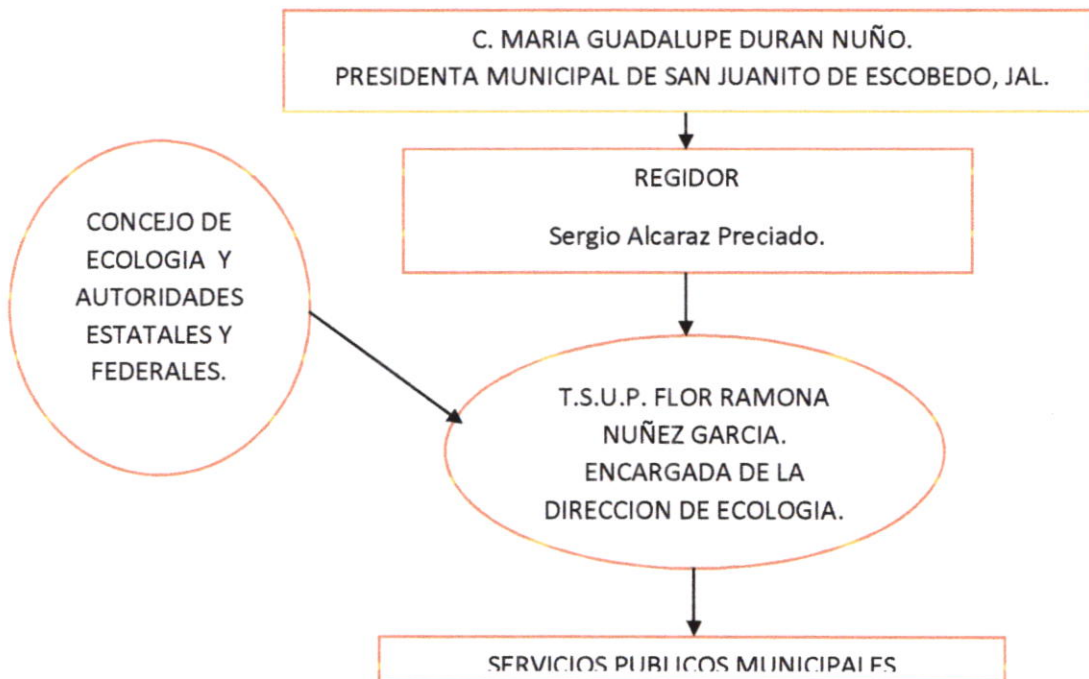 C. MARIA GUADALUPE DURAN NUÑO.
PRESIDENTA MUNICIPAL DE SAN JUANITO DE ESCOBEDO, JAL.
REGIDOR
Sergio Alcaraz Preciado.
CONCEJO DE
ECOLOGIA Y
AUTORIDADES
ESTATALES Y
FEDERALES.
T.S.U.P. FLOR RAMONA
NUÑEZ GARCIA.
ENCARGADA DE LA
DIRECCION DE ECOLOGIA.
SERVICIOS PUBLICOS MUNICIPALES